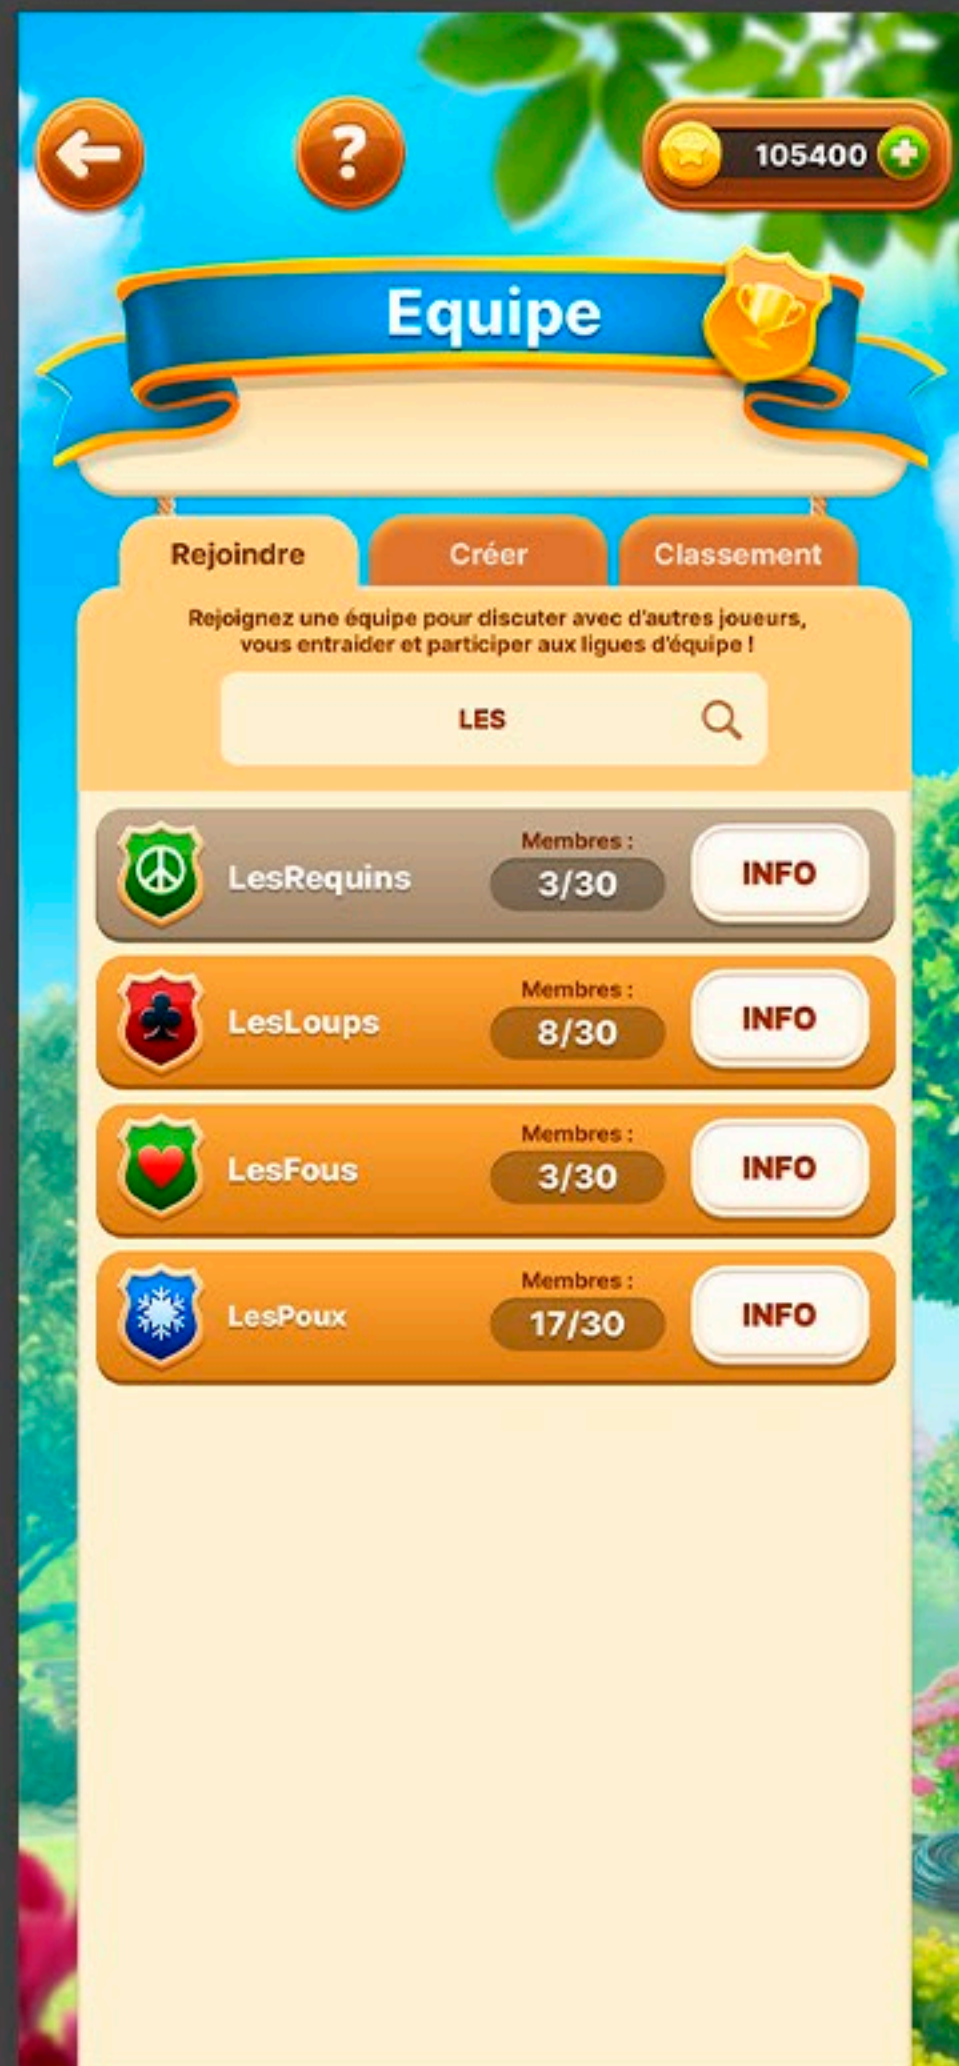 ?
105400
Equipe
Rejoindre
Créer
Classement
Rejoignez une équipe pour discuter avec d'autres joueurs,
vous entraider et participer aux ligues d'équipe !
LES
LesRequins
Membres :
3/30
INFO
LesLoups
Membres :
8/30
INFO
LesFous
Membres :
3/30
INFO
LesPoux
Membres :
17/30
INFO